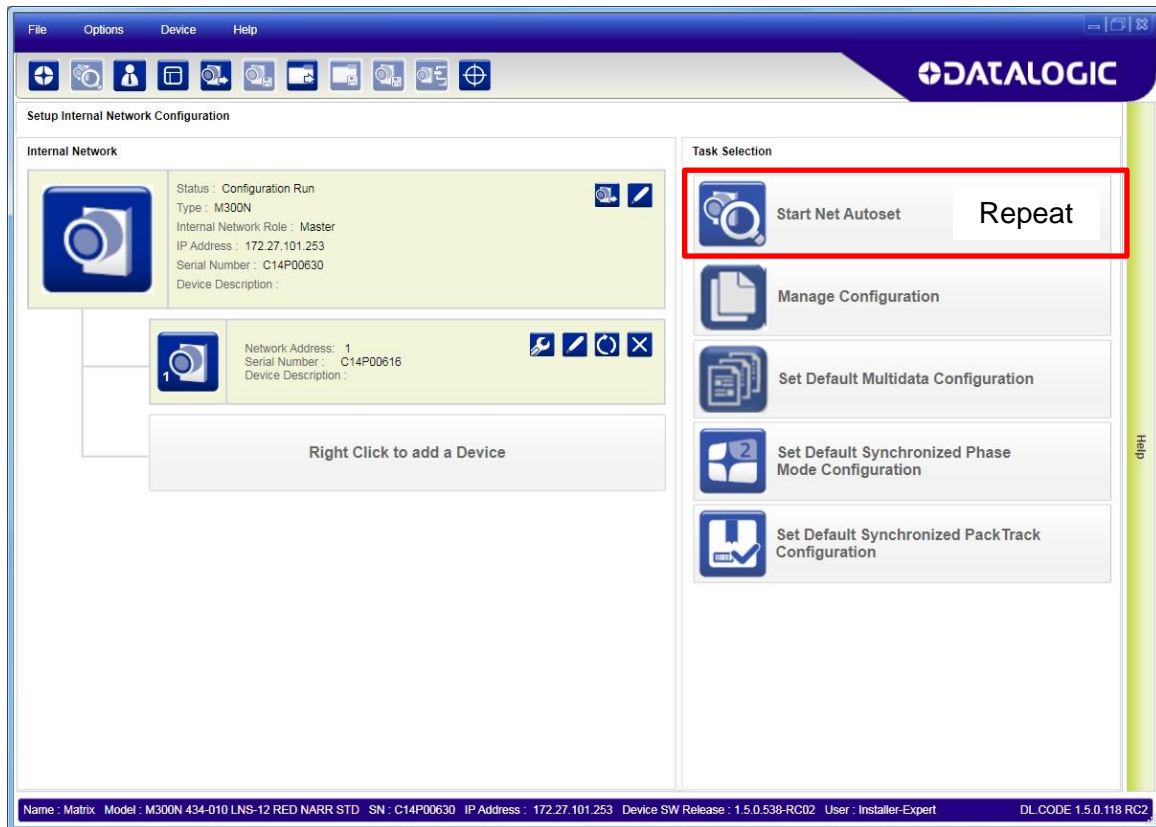 File Options Device Help
DATALOGIC
Setup Internal Network Configuration
Internal Network
Status : Configuration Run
Type : M300N
Internal Network Role : Master
IP Address : 172.27.101.253
Serial Number : C14P00630
Device Description :
1
Network Address: 1
Serial Number : C14P00616
Device Description :
Right Click to add a Device
Task Selection
Start Net Autoset
Repeat
Manage Configuration
Set Default Multidata Configuration
2
Set Default Synchronized Phase
Mode Configuration
Set Default Synchronized PackTrack
Configuration
Help
Name : Matrix Model : M300N 434-010 LNS-12 RED NARR STD SN : C14P00630 IP Address : 172.27.101.253 Device SW Release : 1.5.0.538-RC02 User : Installer-Expert DL.CODE 1.5.0.118 RC2